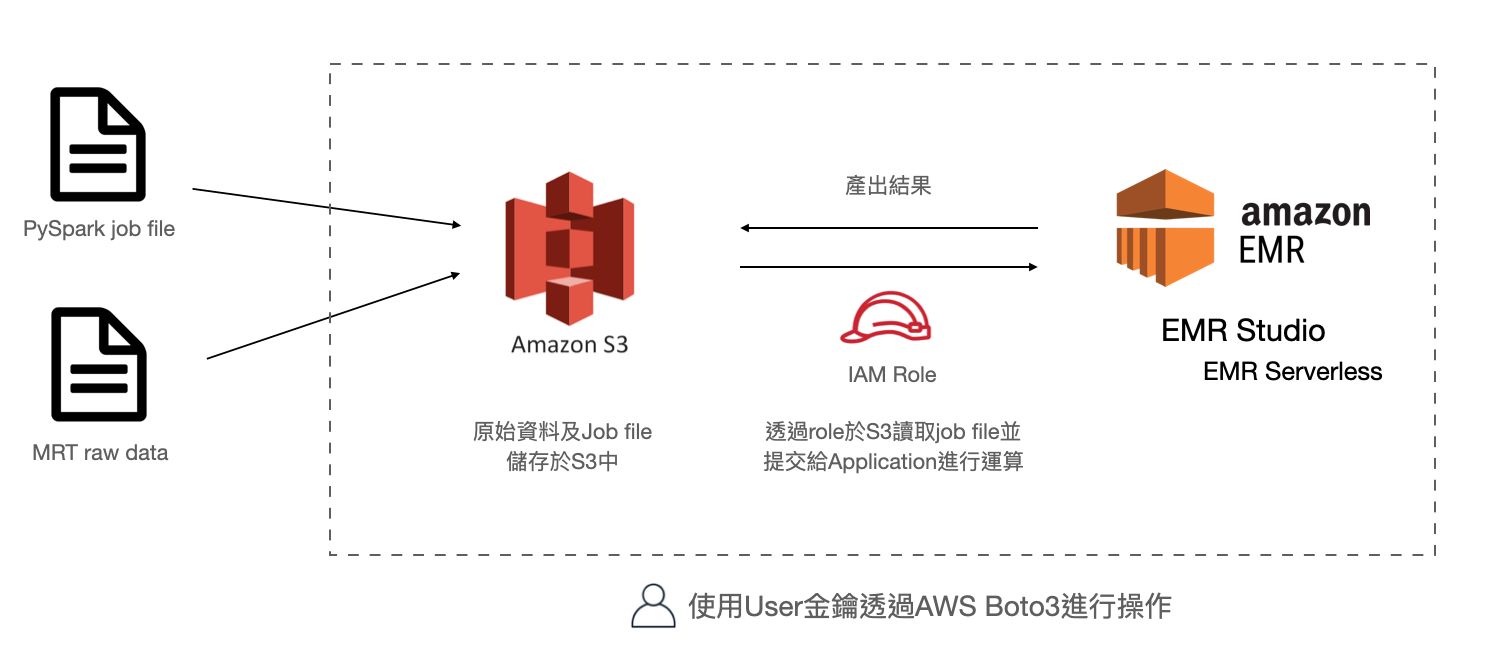 PySpark job file
MRT raw data
Amazon S3
原始資料及Job file
儲存於S3中
產出結果
IAM Role
透過role於S3讀取job file並
提交給Application進行運算
amazon
EMR
EMR Studio
EMR Serverless
使用User金鑰透過AWS Boto3進行操作